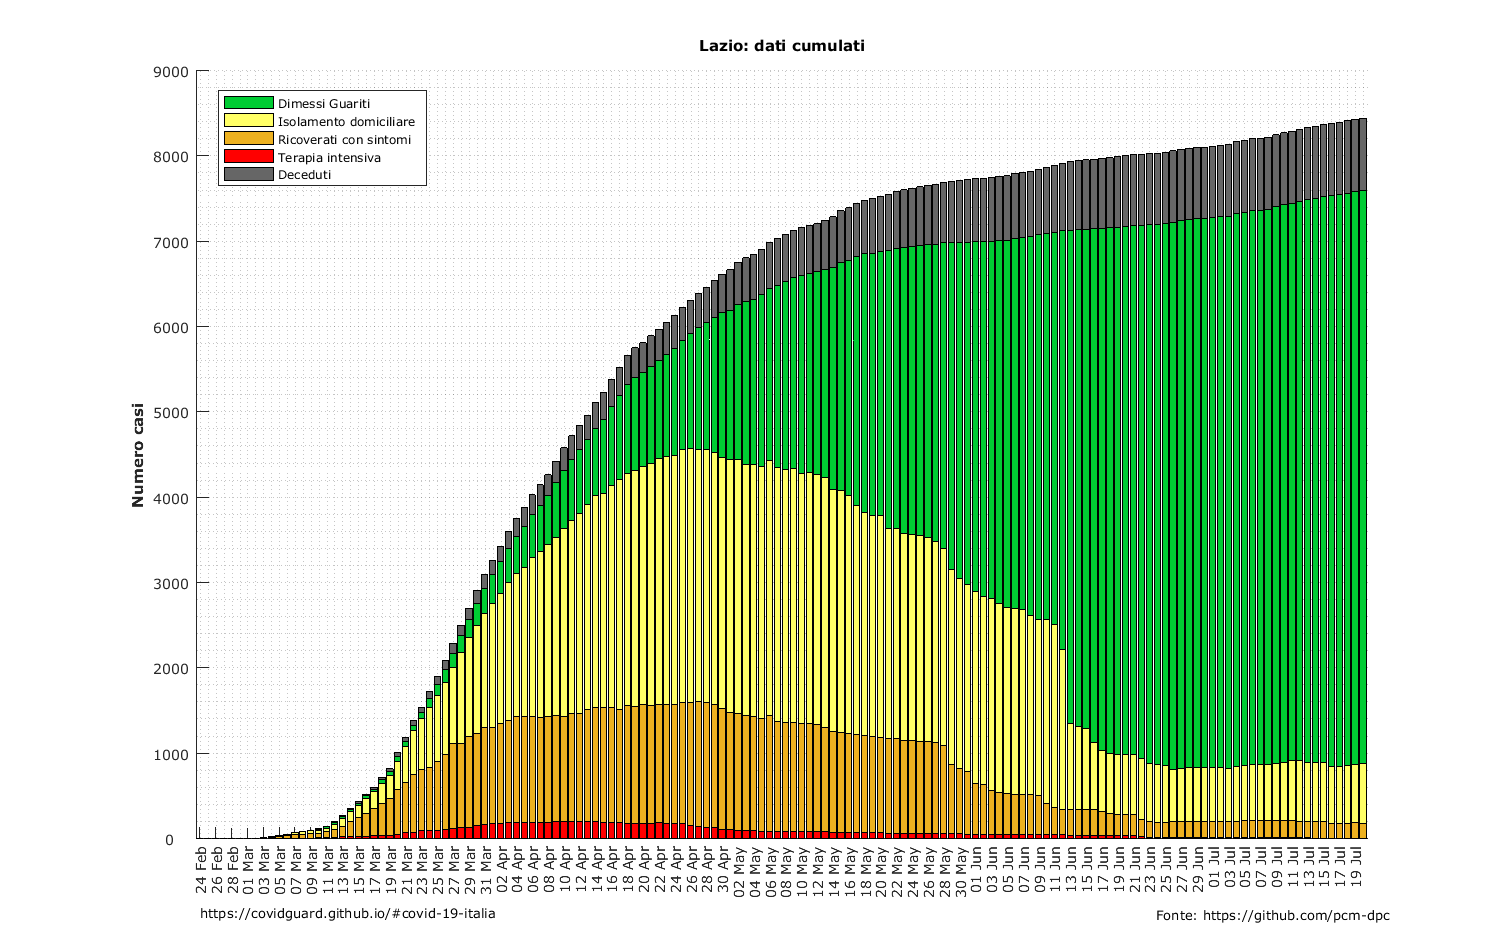 Lazio: dati cumulati
9000
8000
7000
6000
5000
4000
3000
2000
1000
0
Numero casi
Dimessi Guariti
Isolamento domiciliare
Ricoverati con sintomi
Terapia intensiva
Deceduti
24 Feb
26 Feb
28 Feb
01 Mar
03 Mar
05 Mar
07 Mar
09 Mar
11 Mar
13 Mar
15 Mar
17 Mar
19 Mar
21 Mar
23 Mar
25 Mar
27 Mar
29 Mar
31 Mar
02 Apr
04 Apr
06 Apr
08 Apr
10 Apr
12 Apr
14 Apr
16 Apr
18 Apr
20 Apr
22 Apr
24 Apr
26 Apr
28 Apr
30 Apr
02 May
04 May
06 May
08 May
10 May
12 May
14 May
16 May
18 May
20 May
22 May
24 May
26 May
28 May
30 May
01 Jun
03 Jun
05 Jun
07 Jun
09 Jun
11 Jun
13 Jun
15 Jun
17 Jun
19 Jun
21 Jun
23 Jun
25 Jun
27 Jun
29 Jun
01 Jul
03 Jul
05 Jul
07 Jul
09 Jul
11 Jul
13 Jul
15 Jul
17 Jul
19 Jul
https://covidguard.github.io/#covid-19-italia
Fonte: https://github.com/pcm-dpc